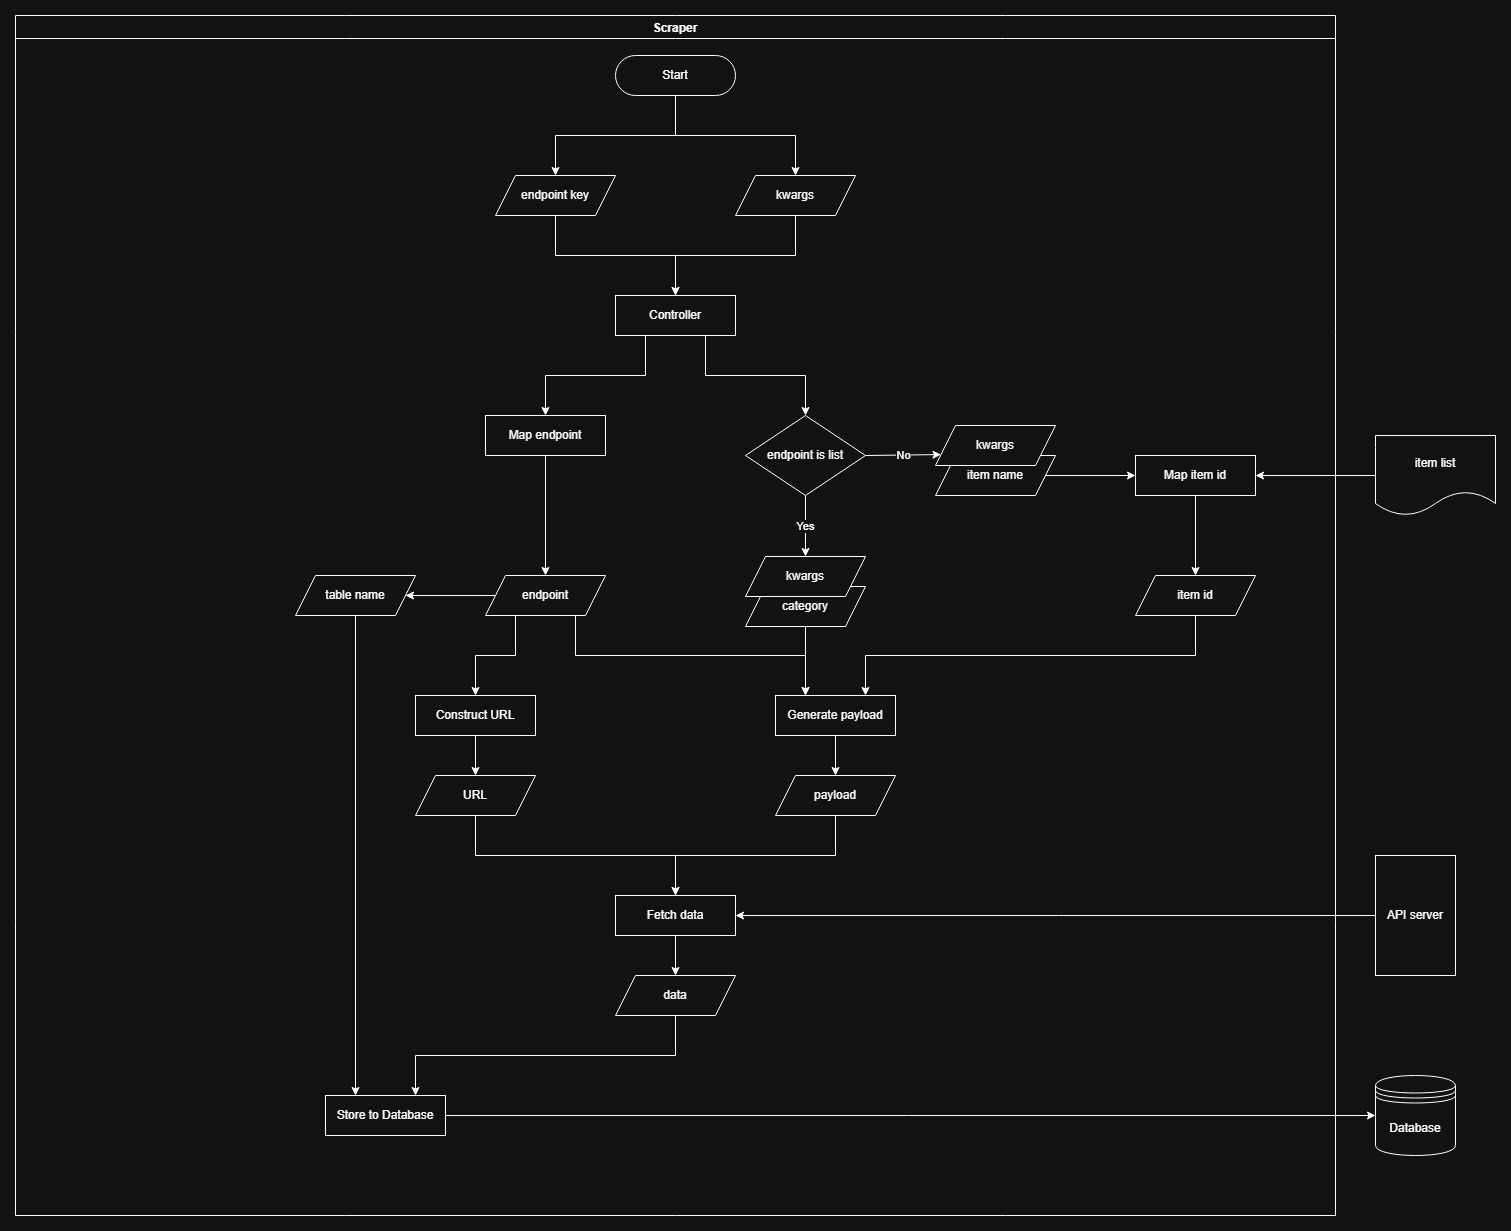 Scraper
Start
endpoint key
kwargs
Controller
Map endpoint
endpoint is list
No
kwargs
item name
Map item id
item list
Yes
kwargs
category
table name
endpoint
item id
Construct URL
Generate payload
URL
payload
Fetch data
API server
data
Store to Database
Database